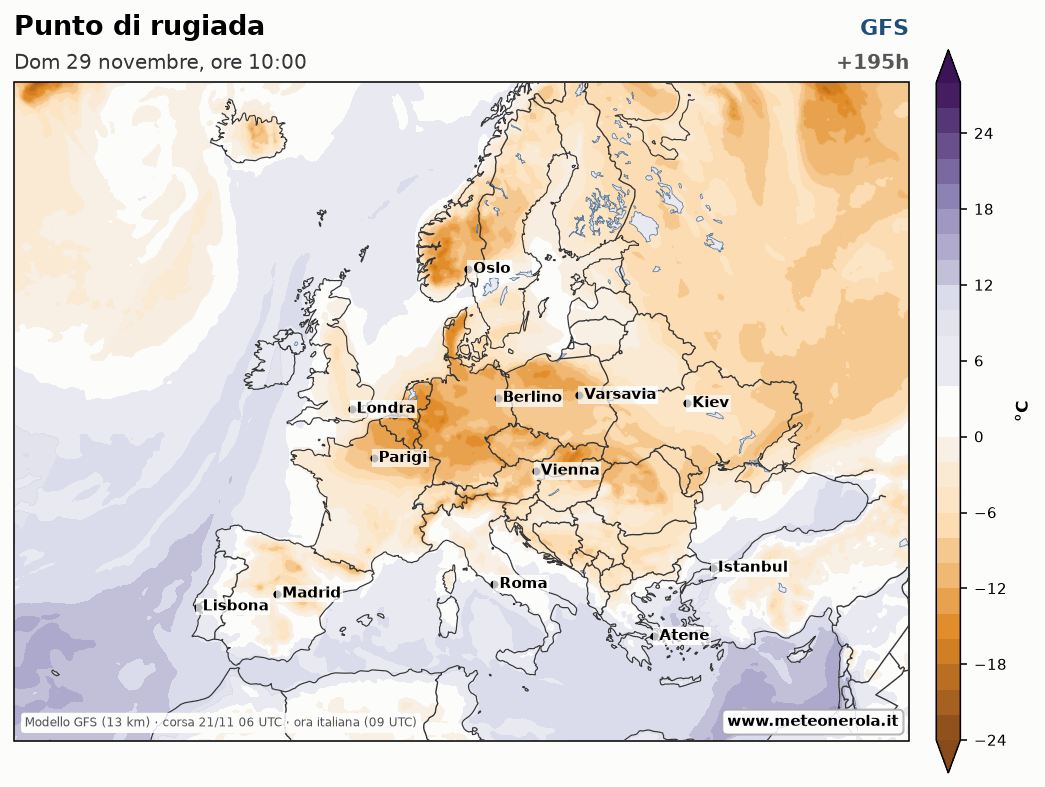 Punto di rugiada
GFS
Dom 29 novembre, ore 10:00
+195h
24
18
12
6
0
−6
−12
−18
−24
°C
Oslo
Londra
Berlino
Varsavia
Kiev
Parigi
Vienna
Madrid
Lisbona
Roma
Istanbul
Atene
Modello GFS (13 km) · corsa 21/11 06 UTC · ora italiana (09 UTC)
www.meteonerola.it